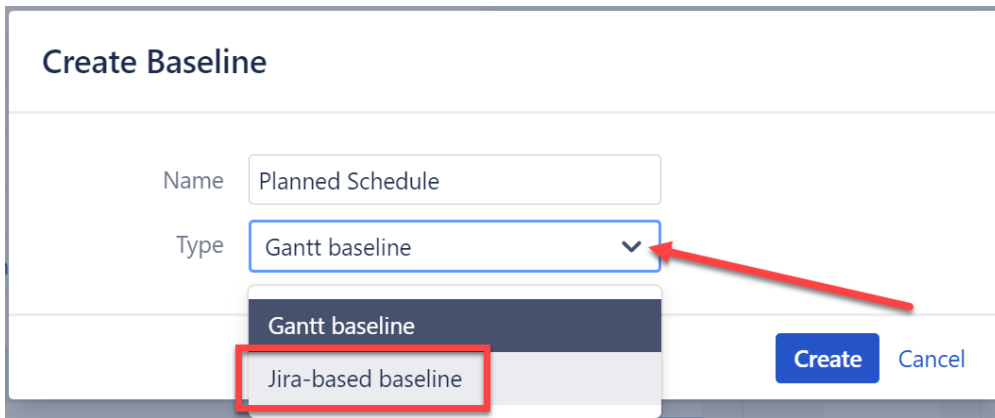 Create Baseline
Name Planned Schedule
Type Gantt baseline
Gantt baseline
Jira-based baseline
Create Cancel